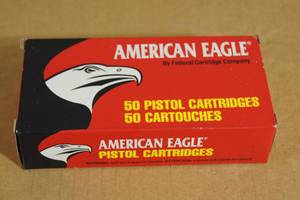 AMERICAN EAGLE®
By Federal Cartridge Company
50 PISTOL CARTRIDGES
50 CARTOUCHES
AMERICAN EAGLE®
PISTOL CARTRIDGES